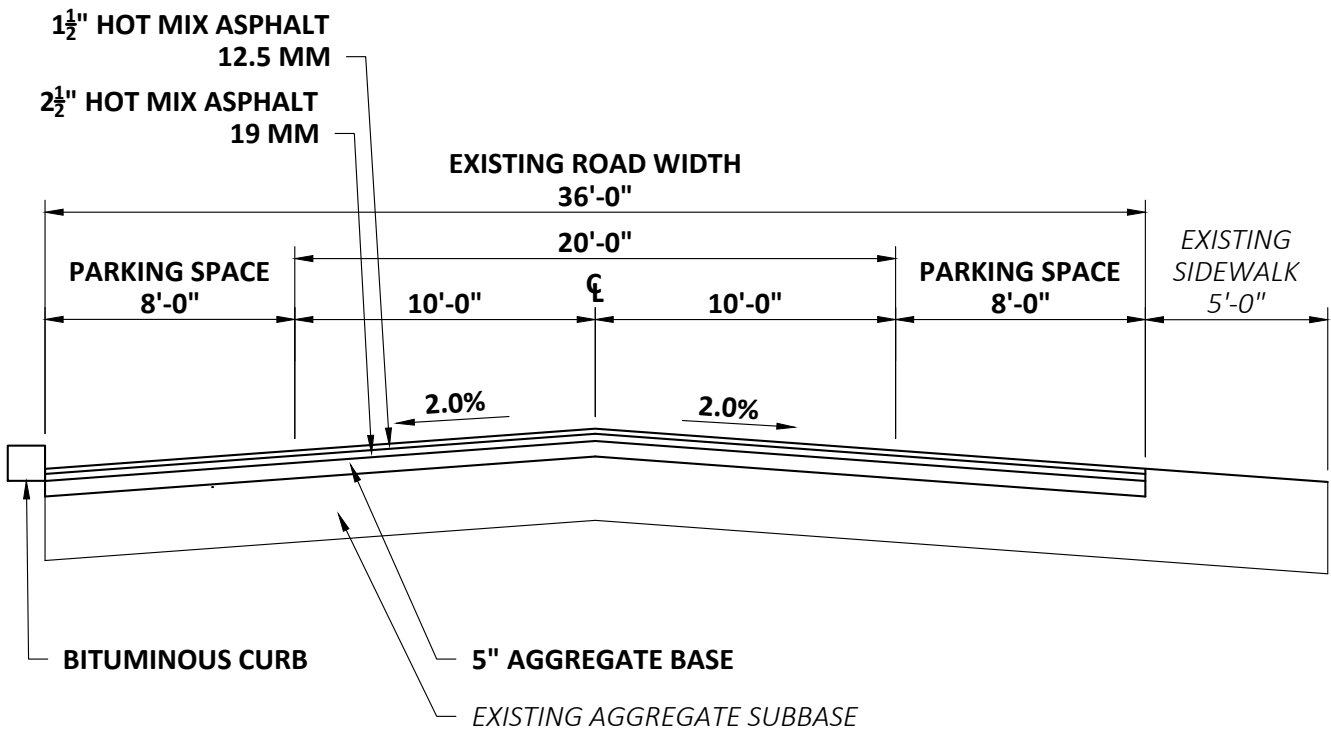 1½" HOT MIX ASPHALT
12.5 MM
2½" HOT MIX ASPHALT
19 MM
EXISTING ROAD WIDTH
36'-0"
20'-0"
EXISTING
SIDEWALK
5'-0"
PARKING SPACE
8'-0"
10'-0"
℄
10'-0"
PARKING SPACE
8'-0"
2.0%
2.0%
BITUMINOUS CURB
5" AGGREGATE BASE
EXISTING AGGREGATE SUBBASE